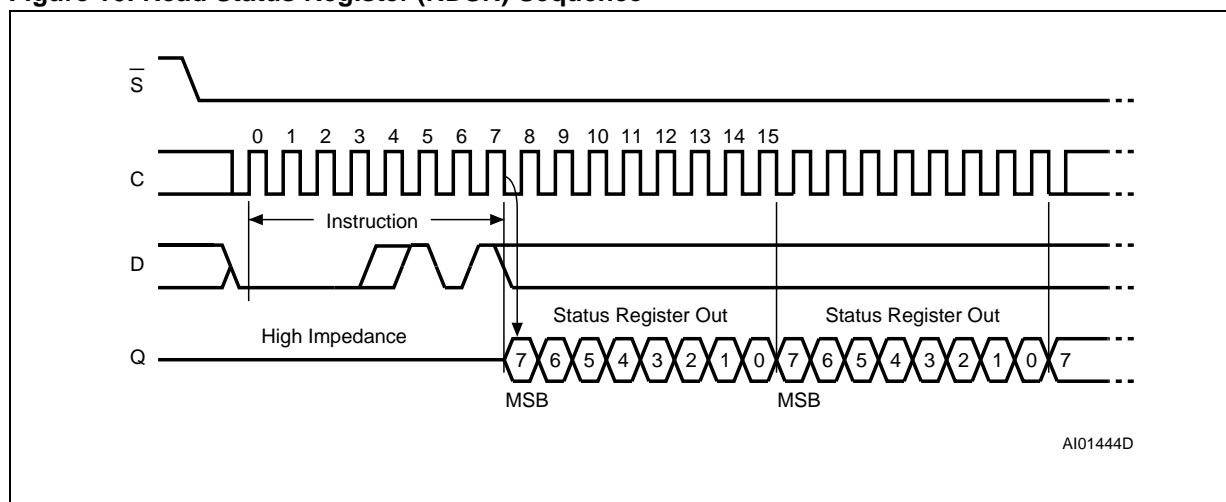 Figure 10. Read Status Register (RDSR) Sequence
S
0 1 2 3 4 5 6 7 8 9 10 11 12 13 14 15
C
Instruction
D
Status Register Out Status Register Out
High Impedance
Q 7 6 5 4 3 2 1 0 7 6 5 4 3 2 1 0 7
MSB MSB
AI01444D